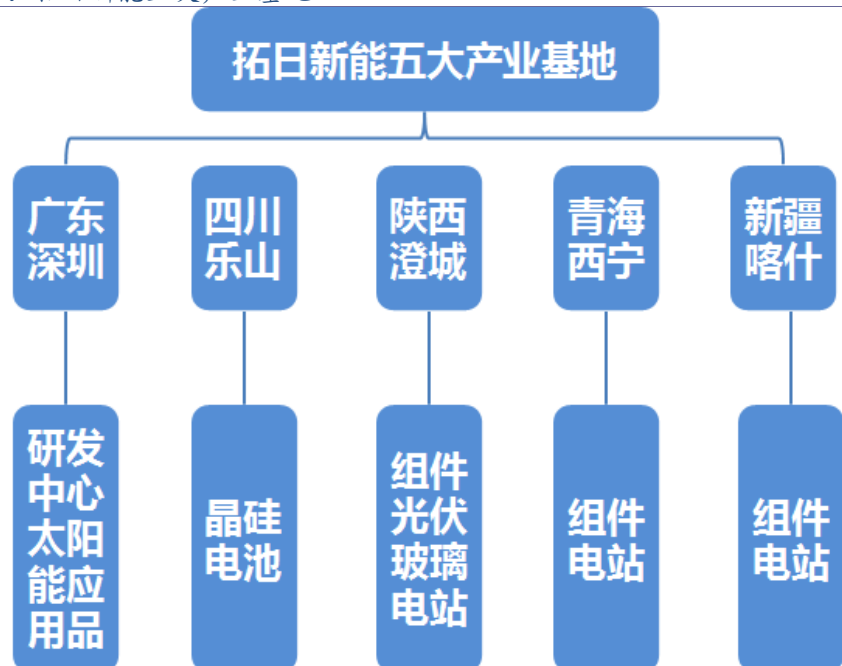 拓日新能五大产业基地
广东
深圳
四川
乐山
陕西
澄城
青海
西宁
新疆
喀什
研发
中心
太阳
能应
用品
晶硅
电池
组件
光伏
玻璃
电站
组件
电站
组件
电站